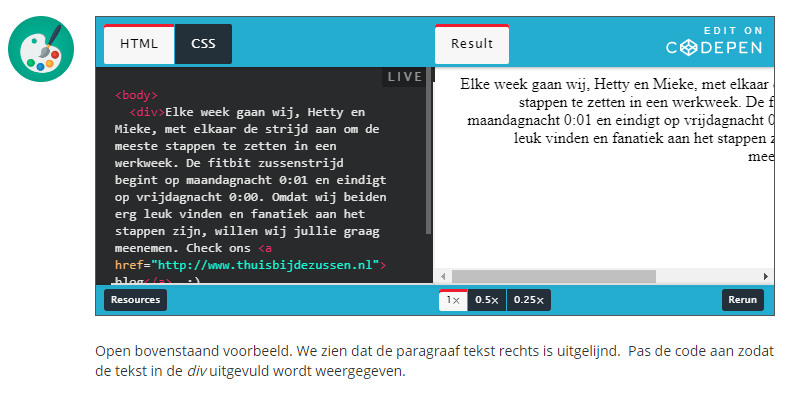 HTML CSS Result EDIT ON
CODEPEN
LIVE
<body>
<div>Elke week gaan wij, Hetty en
Mieke, met elkaar de strijd aan om de
meeste stappen te zetten in een
werkweek. De fitbit zussenstrijd
begint op maandagnacht 0:01 en eindigt
op vrijdagnacht 0:00. Omdat wij beiden
erg leuk vinden en fanatiek aan het
stappen zijn, willen wij jullie graag
meenemen. Check ons <a
href="http://www.thuisbijdezussen.nl">
blog</a> :)
Elke week gaan wij, Hetty en Mieke, met elkaar
stappen te zetten in een werkweek. De f
maandagnacht 0:01 en eindigt op vrijdagnacht 0
leuk vinden en fanatiek aan het stappen
mee
Resources 1x 0.5x 0.25x Rerun
Open bovenstaand voorbeeld. We zien dat de paragraaf tekst rechts is uitgelijnd. Pas de code aan zodat
de tekst in de div uitgevuld wordt weergegeven.